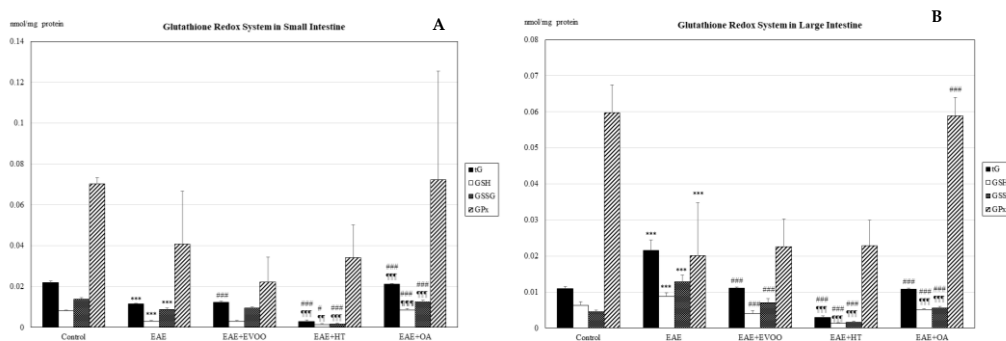 nmol/mg protein
Glutathione Redox System in Small Intestine
A
0.14
0.12
0.1
0.08
0.06
0.04
0.02
0
***
***
***
###
###
¶¶¶
#
¶¶
###
¶¶¶
###
¶¶¶
###
¶¶¶
###
¶¶¶
Control
EAE
EAE+EVOO
EAE+HT
EAE+OA
tG
GSH
GSSG
GPx
nmol/mg protein
Glutathione Redox System in Large Intestine
B
0.08
0.07
0.06
0.05
0.04
0.03
0.02
0.01
0
***
***
***
***
###
###
###
###
¶¶¶
###
¶¶¶
###
¶¶¶
###
###
¶¶¶
###
¶¶¶
###
Control
EAE
EAE+EVOO
EAE+HT
EAE+OA
tG
GSH
GSS
GPx